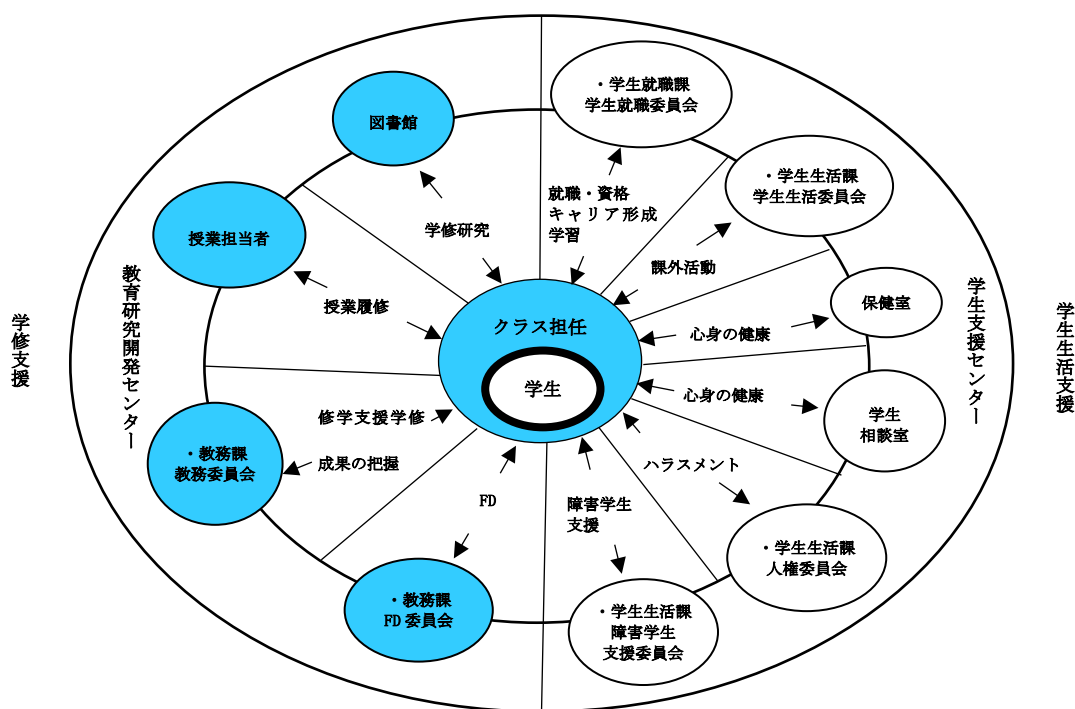 ・学生就職課
学生就職委員会
図書館
・学生生活課
学生生活委員会
就職・資格
キャリア形成
学習
学修研究
授業担当者
課外活動
教育研究開発センター
学生支援センター
学修支援
学生生活支援
授業履修
保健室
クラス担任
心身の健康
学生
心身の健康
学生
相談室
修学支援学修
成果の把握
・教務課
教務委員会
ハラスメント
FD
障害学生
支援
・学生生活課
人権委員会
・教務課
FD委員会
・学生生活課
障害学生
支援委員会